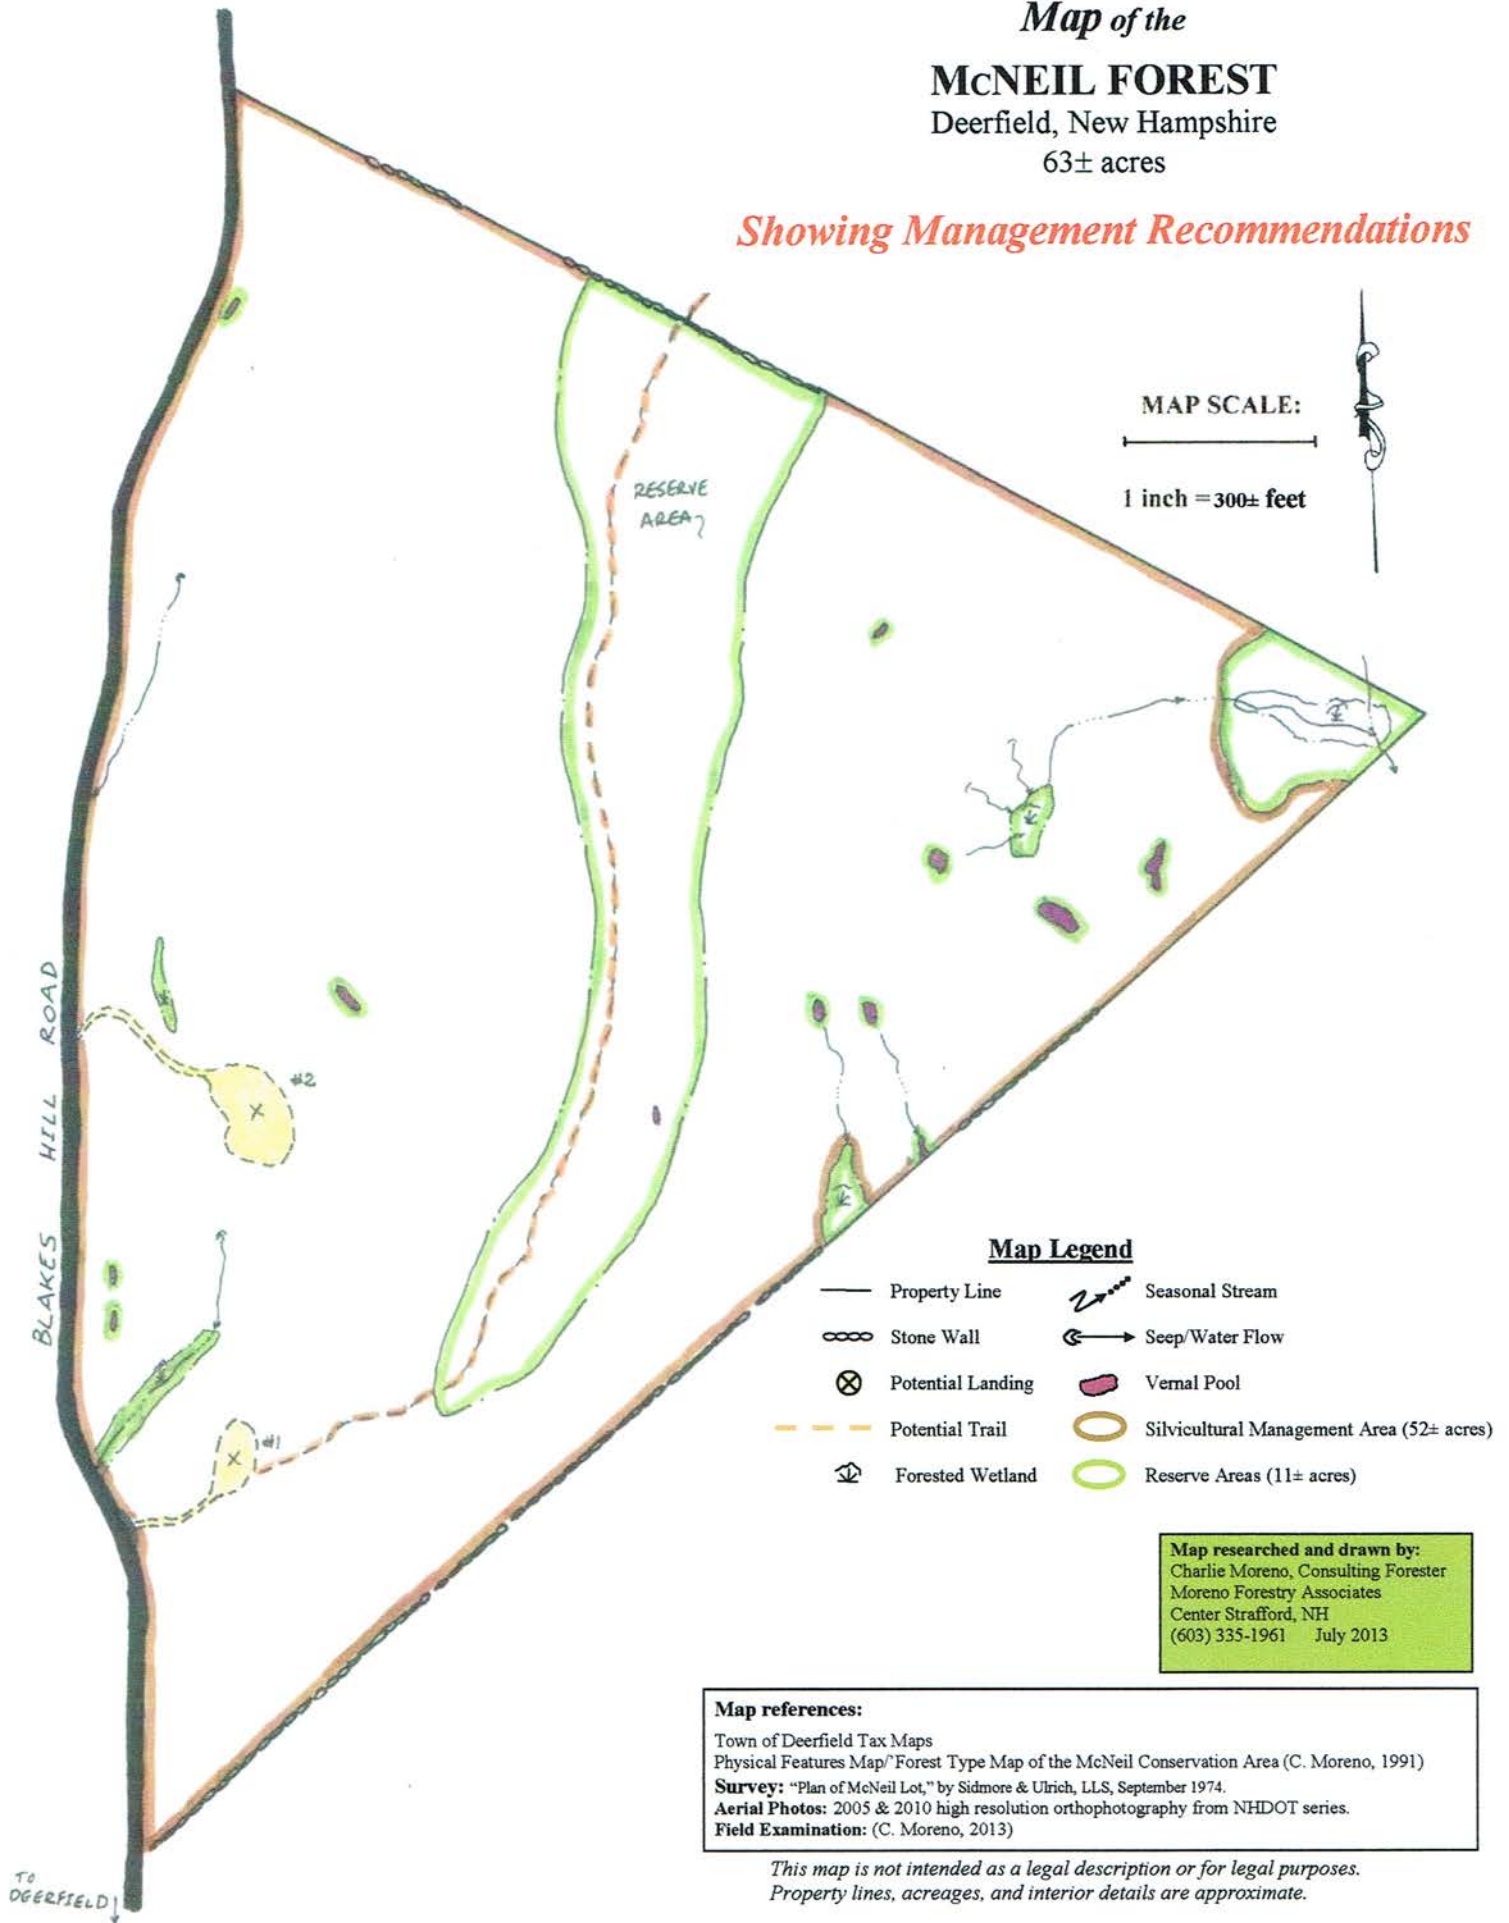 Map of the
McNEIL FOREST
Deerfield, New Hampshire
63± acres
Showing Management Recommendations
MAP SCALE:
1 inch = 300± feet
RESERVE
AREA
BLAKES HILL ROAD
#2
#1
TO
DEERFIELD
Map Legend
Property Line
Seasonal Stream
Stone Wall
Seep/Water Flow
Potential Landing
Vernal Pool
Potential Trail
Silvicultural Management Area (52± acres)
Forested Wetland
Reserve Areas (11± acres)
Map researched and drawn by:
Charlie Moreno, Consulting Forester
Moreno Forestry Associates
Center Strafford, NH
(603) 335-1961 July 2013
Map references:
Town of Deerfield Tax Maps
Physical Features Map/"Forest Type Map of the McNeil Conservation Area (C. Moreno, 1991)
Survey: "Plan of McNeil Lot," by Sidmore & Ulrich, LLS, September 1974.
Aerial Photos: 2005 & 2010 high resolution orthophotography from NHDOT series.
Field Examination: (C. Moreno, 2013)
This map is not intended as a legal description or for legal purposes.
Property lines, acreages, and interior details are approximate.